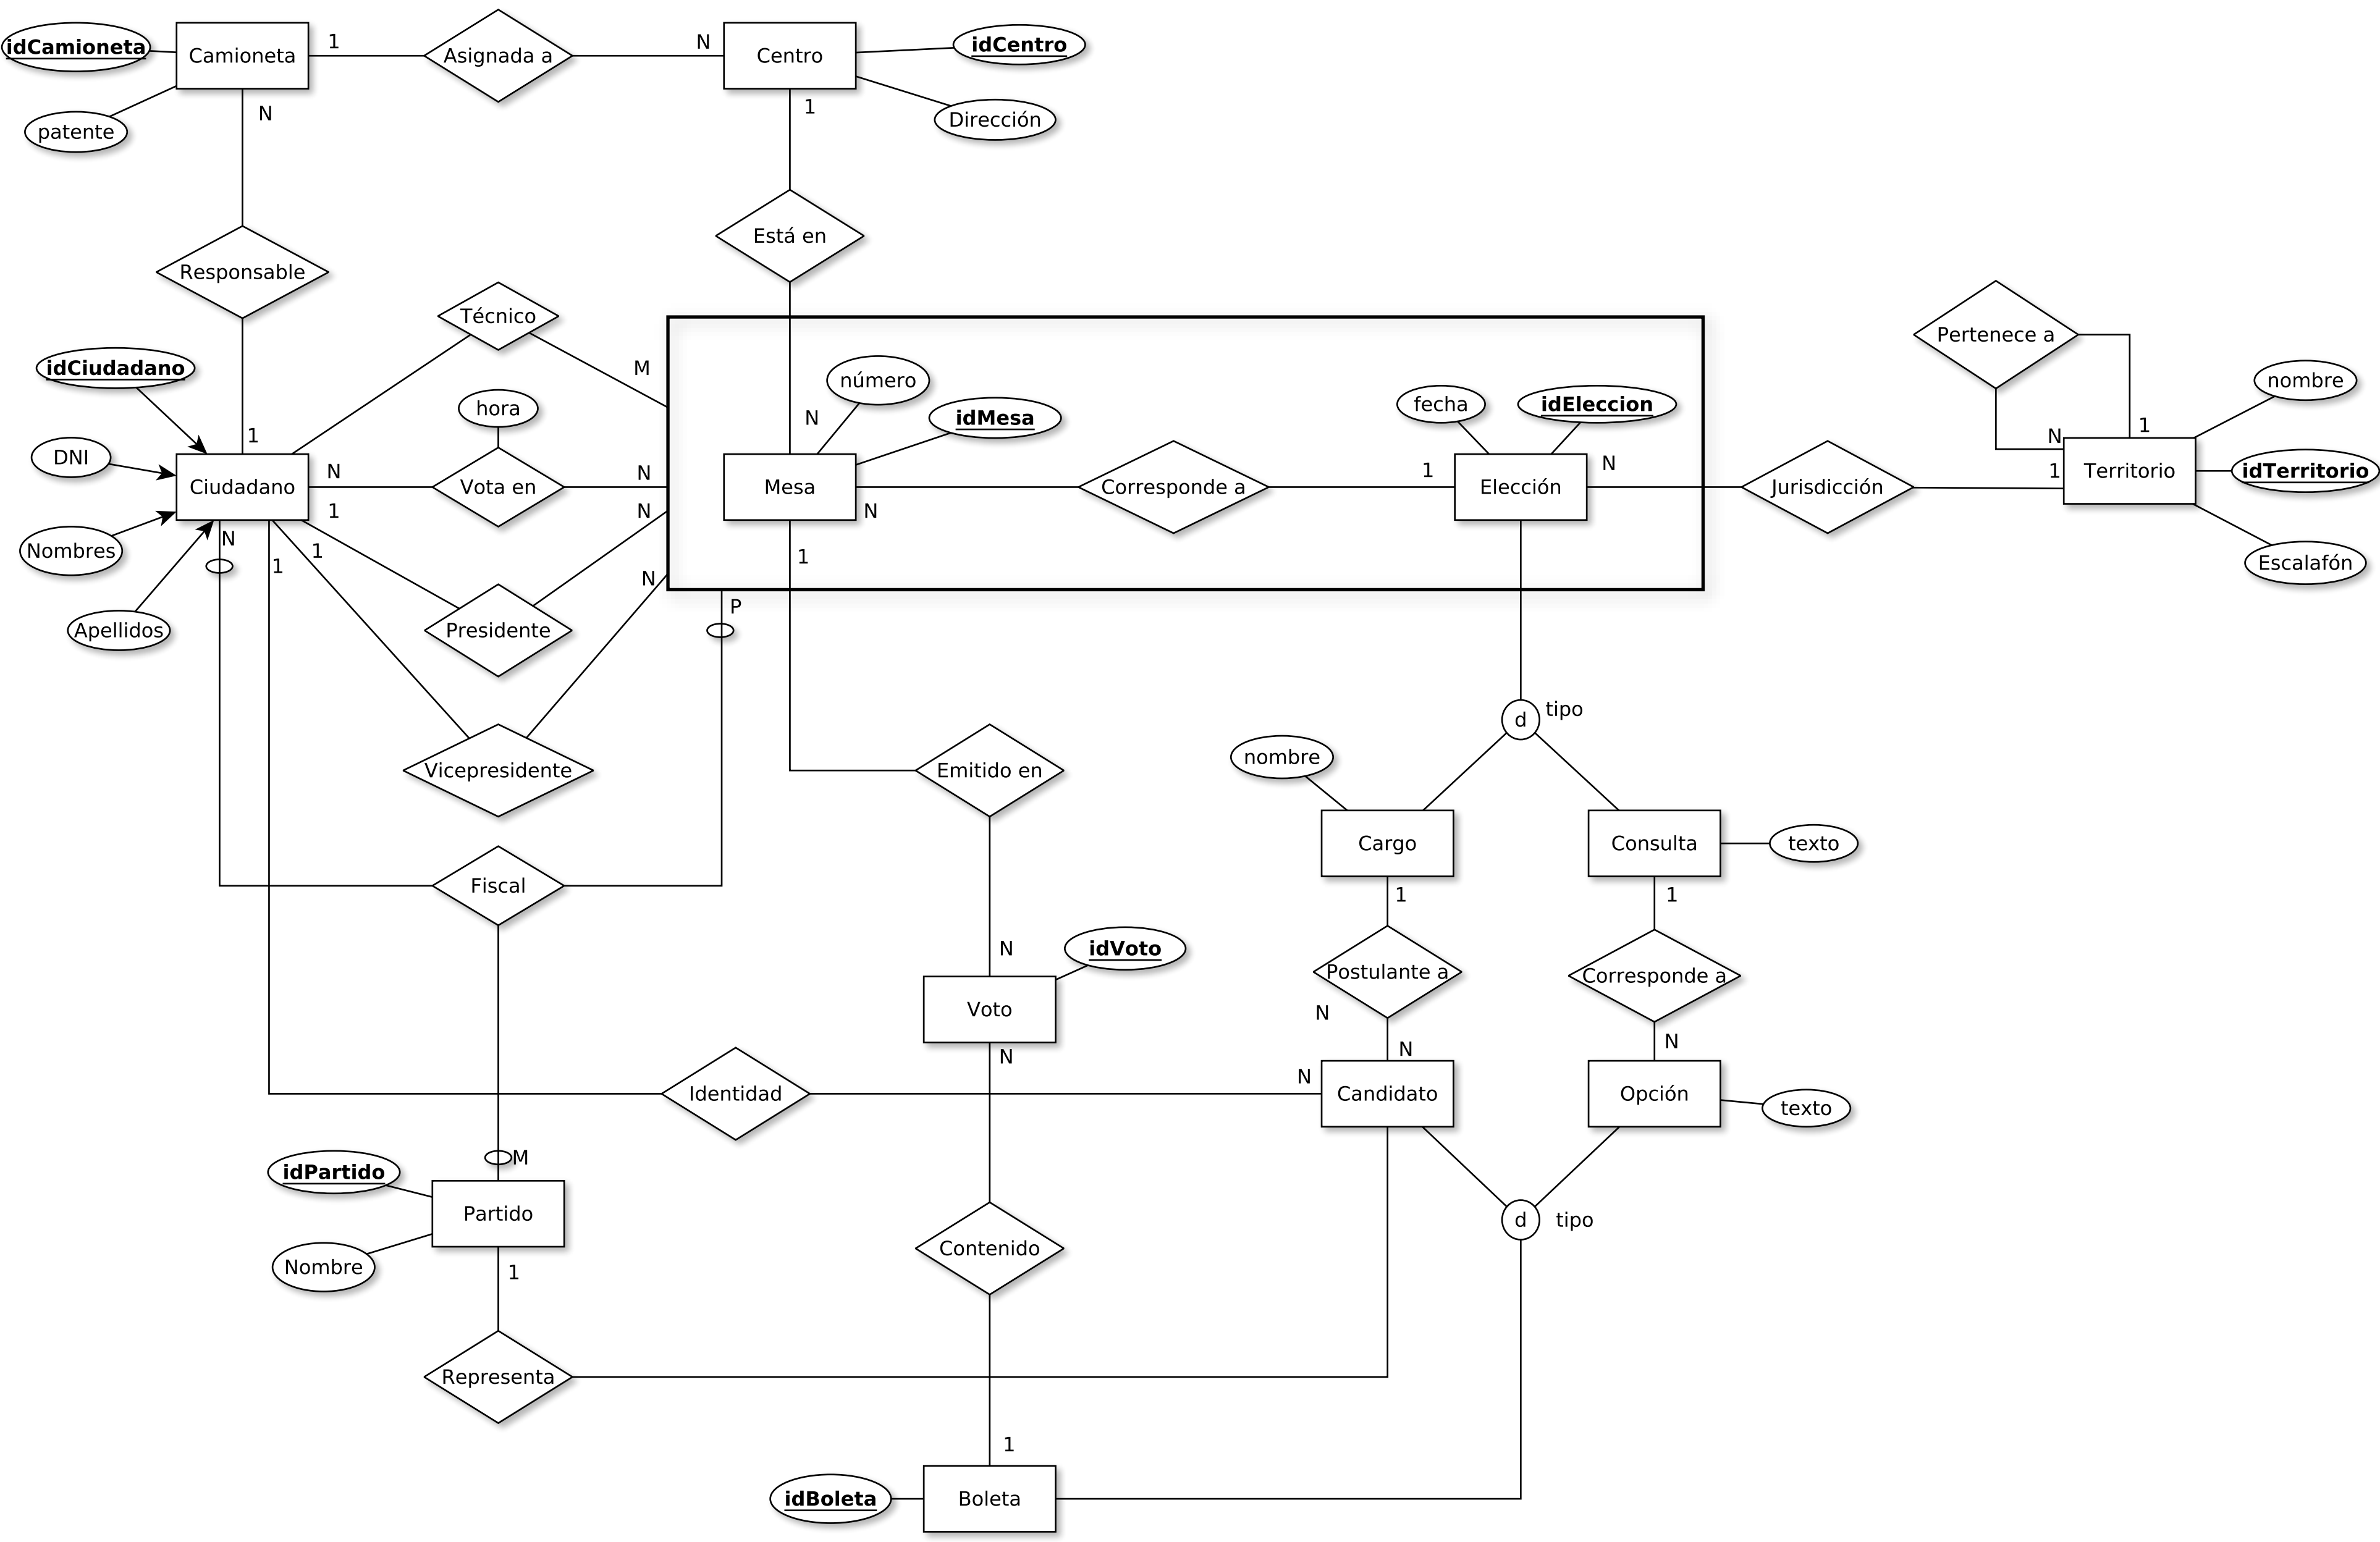 idCamioneta
Camioneta
1
Asignada a
N
Centro
idCentro
patente
N
1
Dirección
Está en
Responsable
Técnico
Pertenece a
M
idCiudadano
hora
número
idMesa
fecha
idEleccion
nombre
1
N
N
1
DNI
Ciudadano
N
Vota en
N
Mesa
Corresponde a
1
Elección
N
Jurisdicción
1
Territorio
idTerritorio
N
1
N
Nombres
N
1
1
N
1
Escalafón
P
Apellidos
Presidente
tipo
d
nombre
Vicepresidente
Emitido en
Cargo
Consulta
texto
Fiscal
1
1
N
idVoto
Postulante a
Corresponde a
Voto
N
N
N
N
Identidad
N
Candidato
Opción
texto
M
idPartido
Partido
d
tipo
Nombre
1
Contenido
Representa
1
idBoleta
Boleta